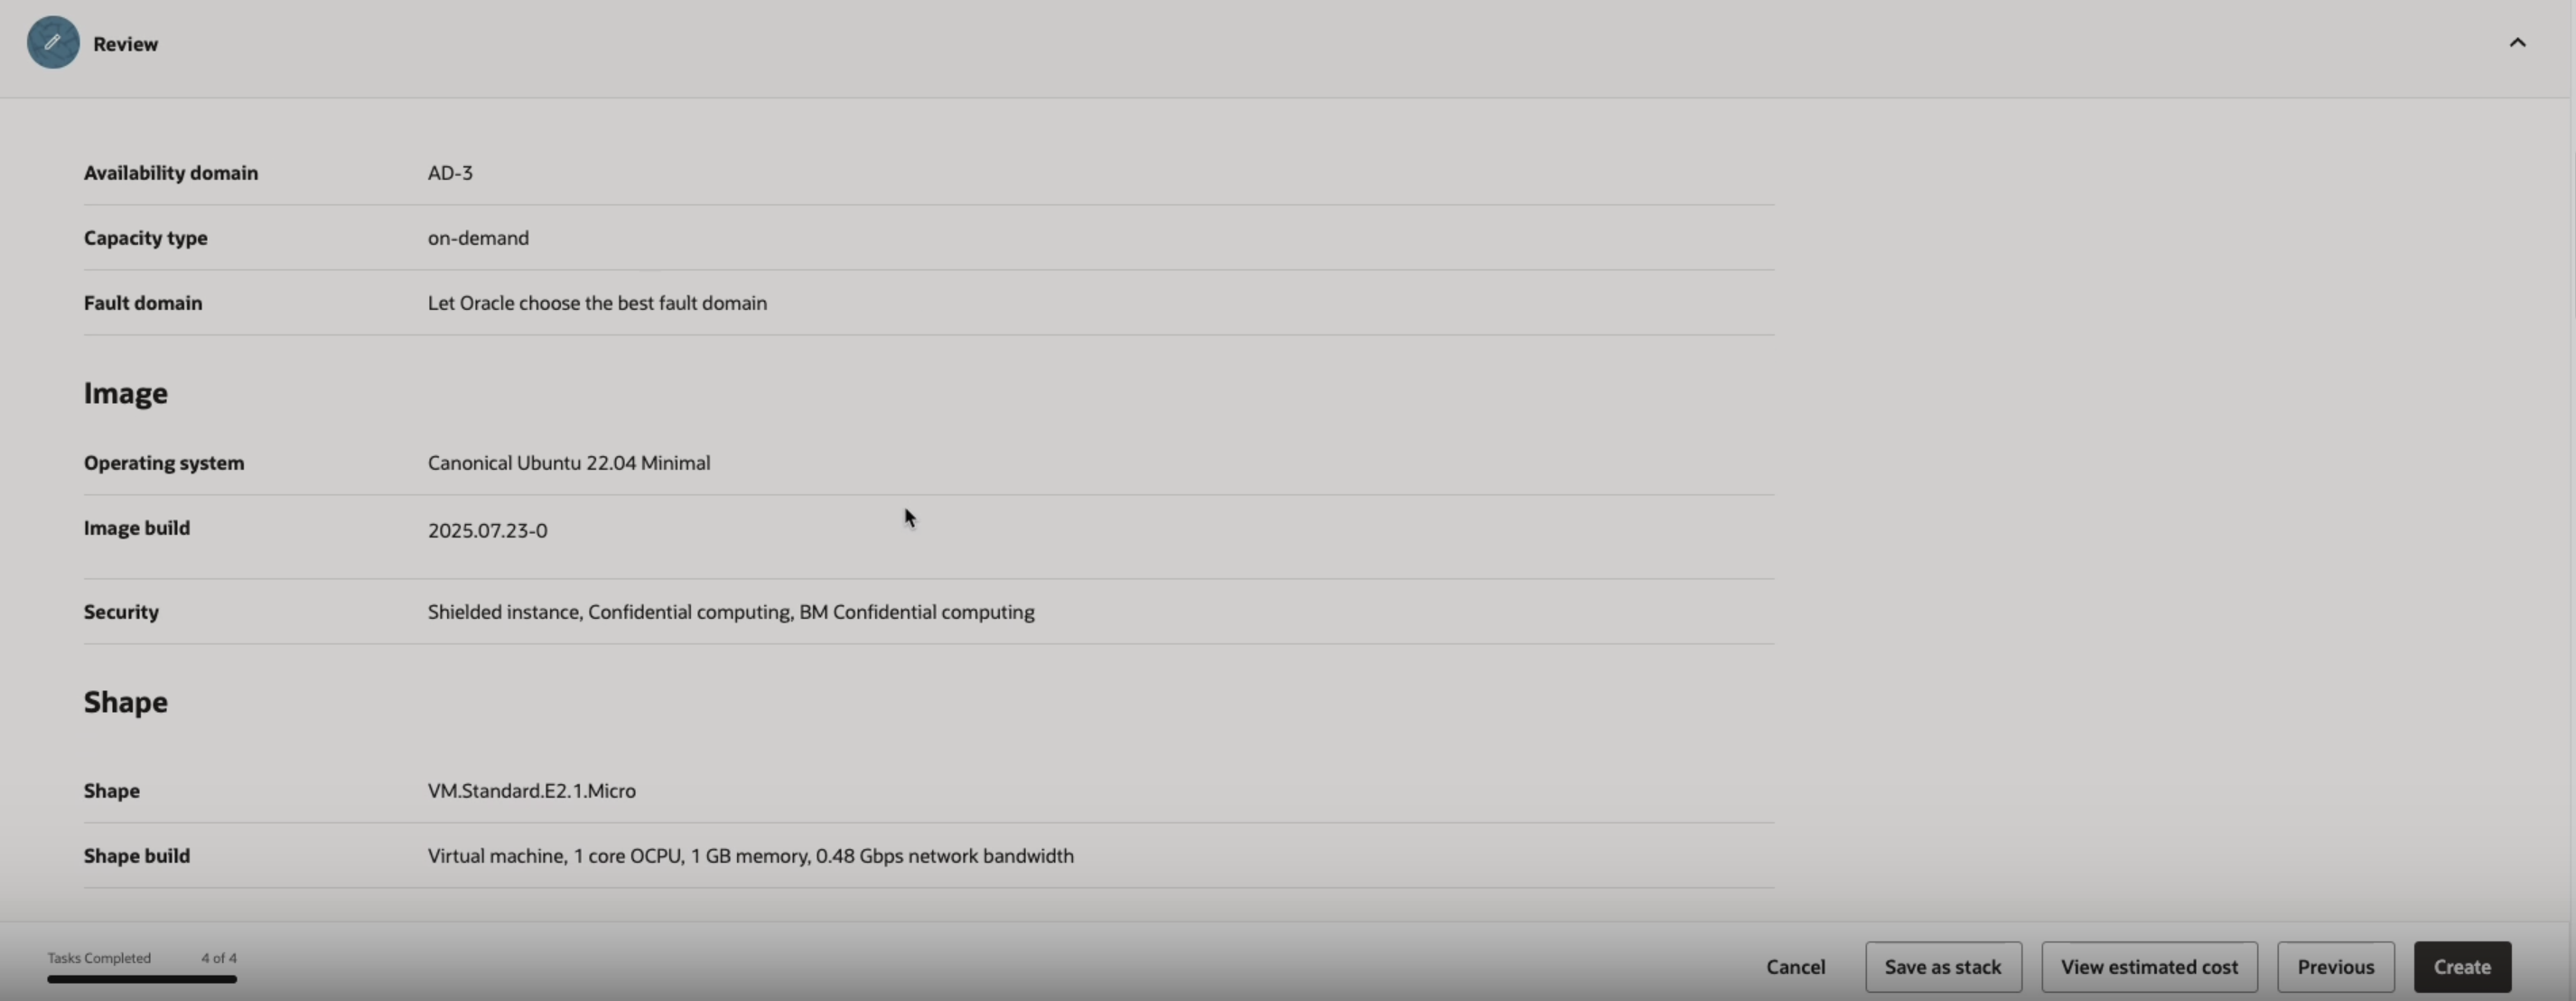 Review
Availability domain AD-3
Capacity type on-demand
Fault domain Let Oracle choose the best fault domain
Image
Operating system Canonical Ubuntu 22.04 Minimal
Image build 2025.07.23-0
Security Shielded instance, Confidential computing, BM Confidential computing
Shape
Shape VM.Standard.E2.1.Micro
Shape build Virtual machine, 1 core OCPU, 1 GB memory, 0.48 Gbps network bandwidth
Tasks Completed 4 of 4
Cancel Save as stack View estimated cost Previous Create